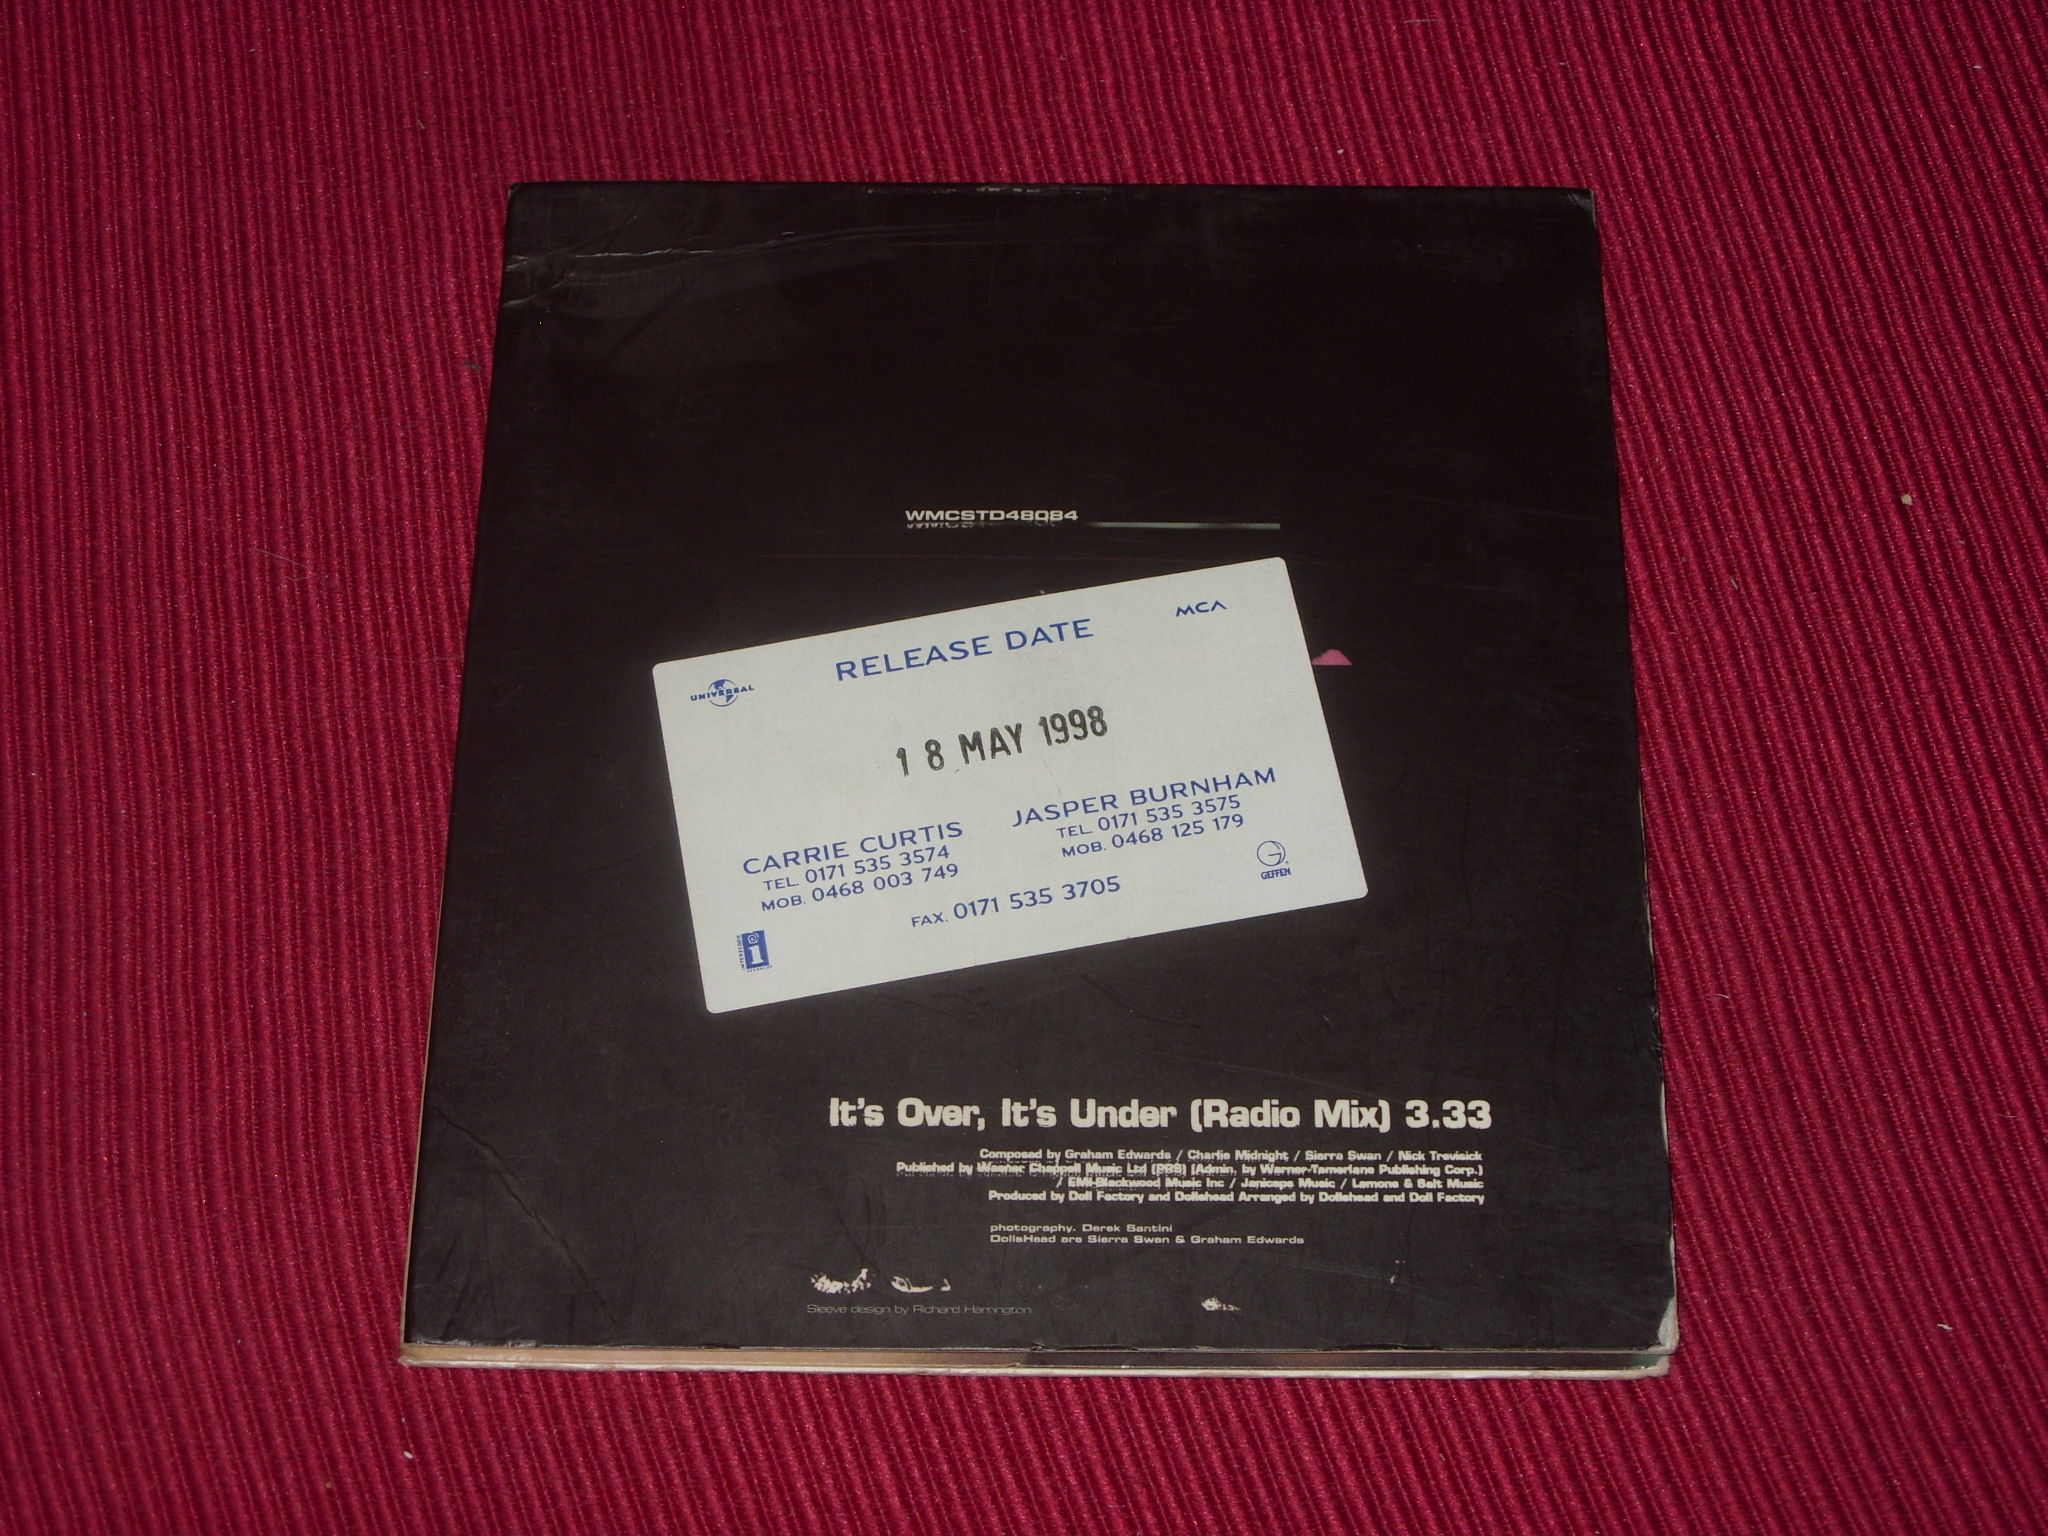 WMCSTD48084
RELEASE DATE
MCA
UNIVERSAL
18 MAY 1998
CARRIE CURTIS
TEL. 0171 535 3574
MOB. 0468 003 749
JASPER BURNHAM
TEL. 0171 535 3575
MOB. 0468 125 179
FAX. 0171 535 3705
GEFFEN
INTERSCOPE
i
It's Over, It's Under (Radio Mix) 3.33
Composed by Graham Edwards / Charlie Midnight / Sierra Swan / Nick Trevisick
Published by Warner Chappell Music Ltd (PRS) (Admin. by Warner-Tamerlane Publishing Corp.)
/ EMI-Blackwood Music Inc / Janiceps Music / Lemons & Salt Music
Produced by Doll Factory and Dollshead Arranged by Dollshead and Doll Factory
photography. Derek Santini
DollsHead are Sierra Swan & Graham Edwards
Sleeve design by Richard Harrington